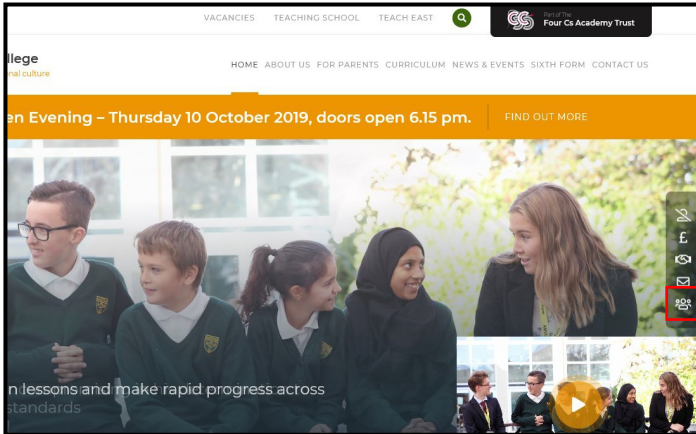 VACANCIES TEACHING SCHOOL TEACH EAST
Part of The
Four Cs Academy Trust
llege
onal culture
HOME ABOUT US FOR PARENTS CURRICULUM NEWS & EVENTS SIXTH FORM CONTACT US
en Evening – Thursday 10 October 2019, doors open 6.15 pm.
FIND OUT MORE
£
n lessons and make rapid progress across
standards